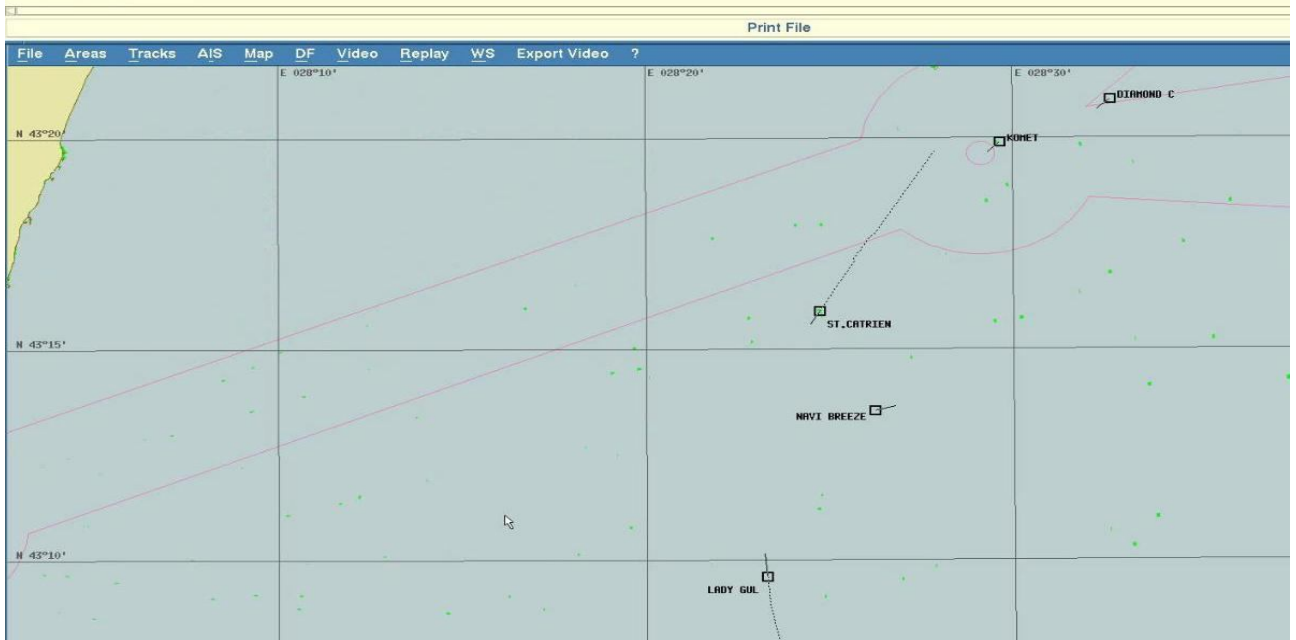 Print File
File Areas Tracks AIS Map DF Video Replay WS Export Video ?
E 028°10' E 028°20' E 028°30'
DIAMOND C
N 43°20'
KOMET
ST.CATRIEN
N 43°15'
NAVI BREEZE
N 43°10'
LADY GUL